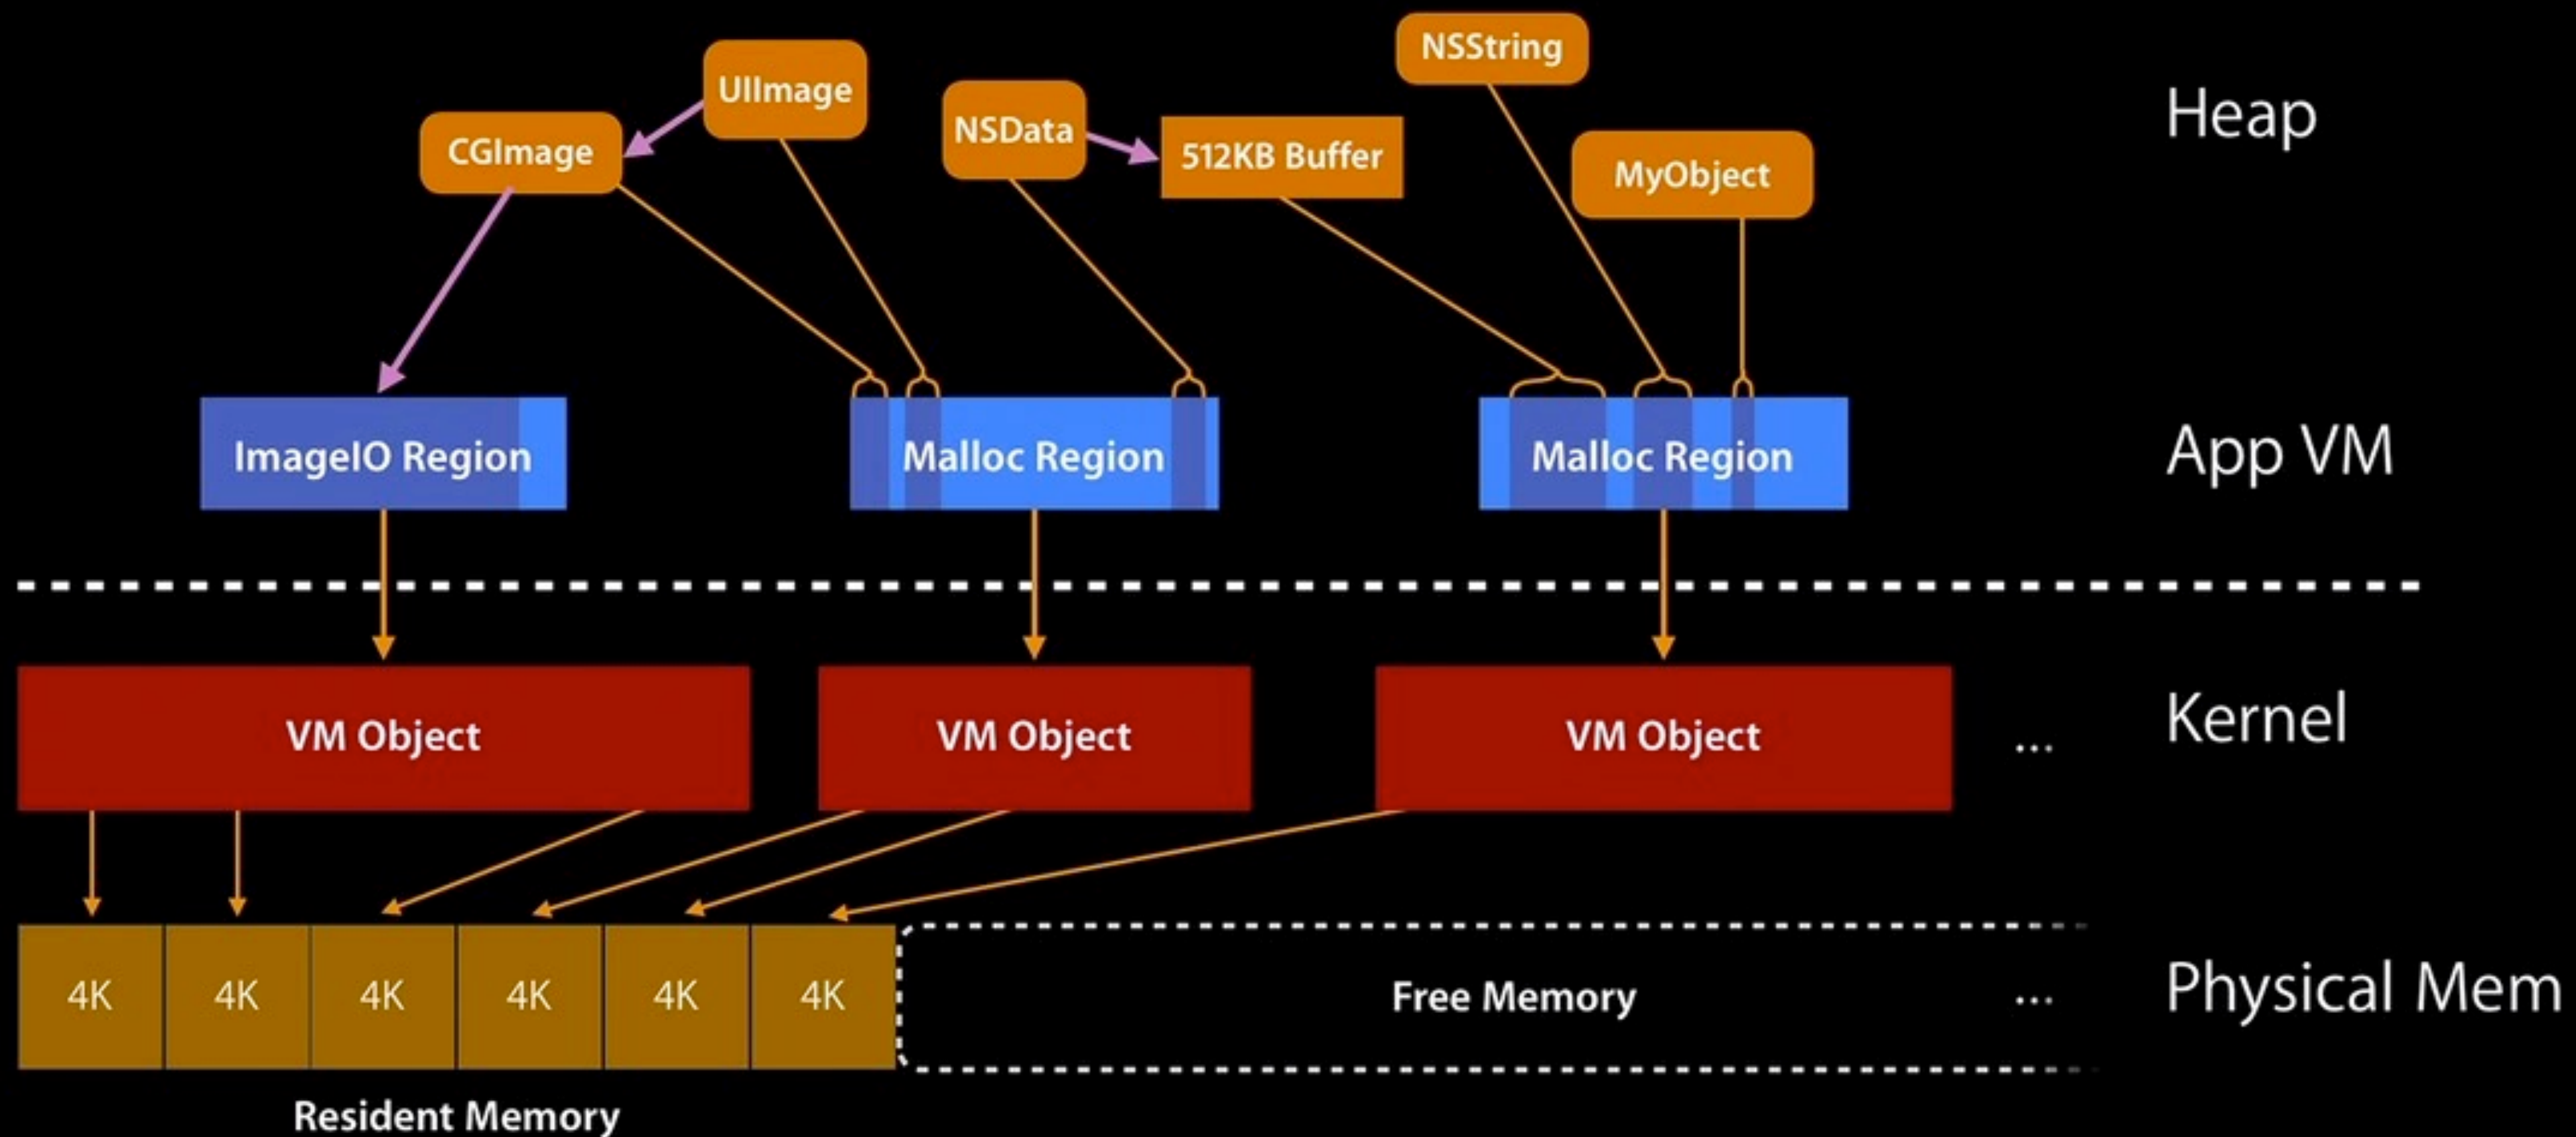 NSString
UIImage
Heap
NSData
CGImage
512KB Buffer
MyObject
ImageIO Region
Malloc Region
Malloc Region
App VM
VM Object
VM Object
VM Object
...
Kernel
4K
4K
4K
4K
4K
4K
Free Memory
...
Physical Mem
Resident Memory